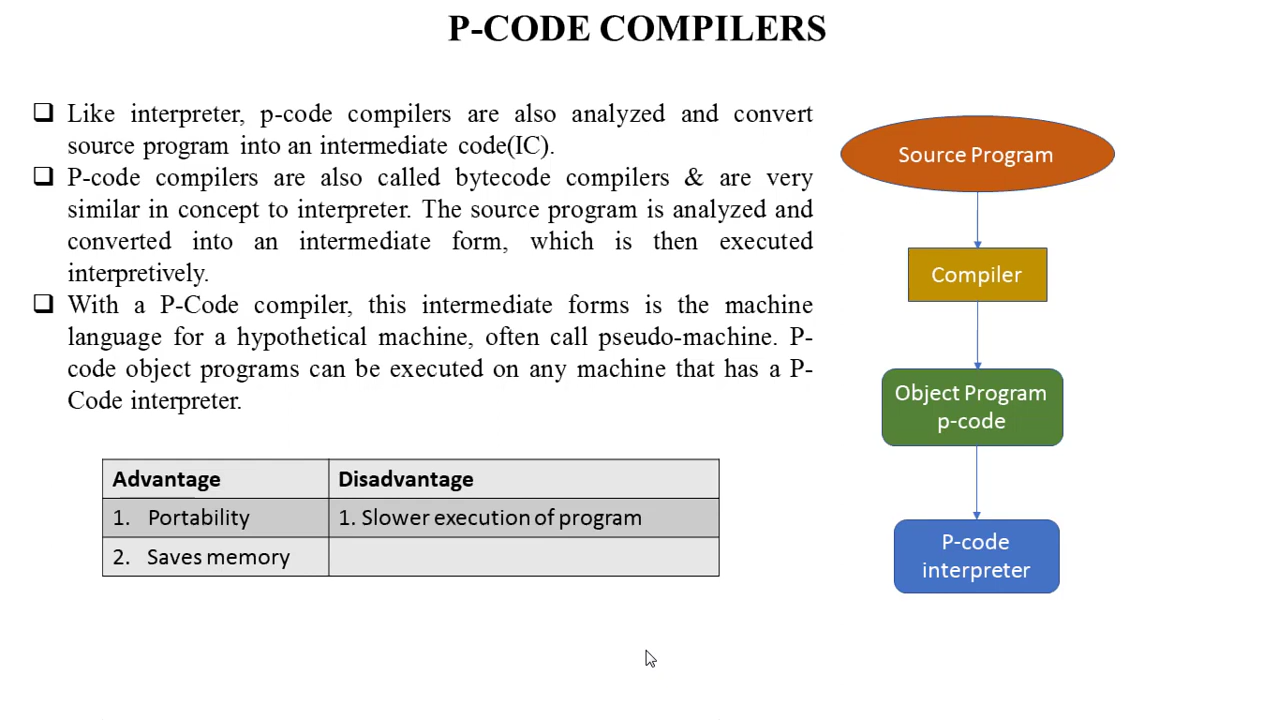 P-CODE COMPILERS
Like interpreter, p-code compilers are also analyzed and convert
source program into an intermediate code(IC).
P-code compilers are also called bytecode compilers & are very
similar in concept to interpreter. The source program is analyzed and
converted into an intermediate form, which is then executed
interpretively.
With a P-Code compiler, this intermediate forms is the machine
language for a hypothetical machine, often call pseudo-machine. P-
code object programs can be executed on any machine that has a P-
Code interpreter.
Advantage Disadvantage
1. Portability 1. Slower execution of program
2. Saves memory
Source Program
Compiler
Object Program
p-code
P-code
interpreter